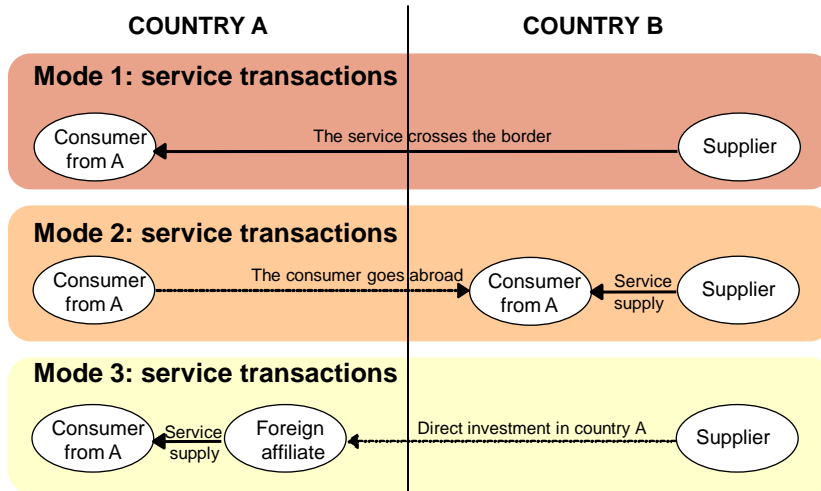 COUNTRY A
COUNTRY B
Mode 1: service transactions
Consumer
from A
The service crosses the border
Supplier
Mode 2: service transactions
Consumer
from A
The consumer goes abroad
Consumer
from A
Service
supply
Supplier
Mode 3: service transactions
Consumer
from A
Service
supply
Foreign
affiliate
Direct investment in country A
Supplier